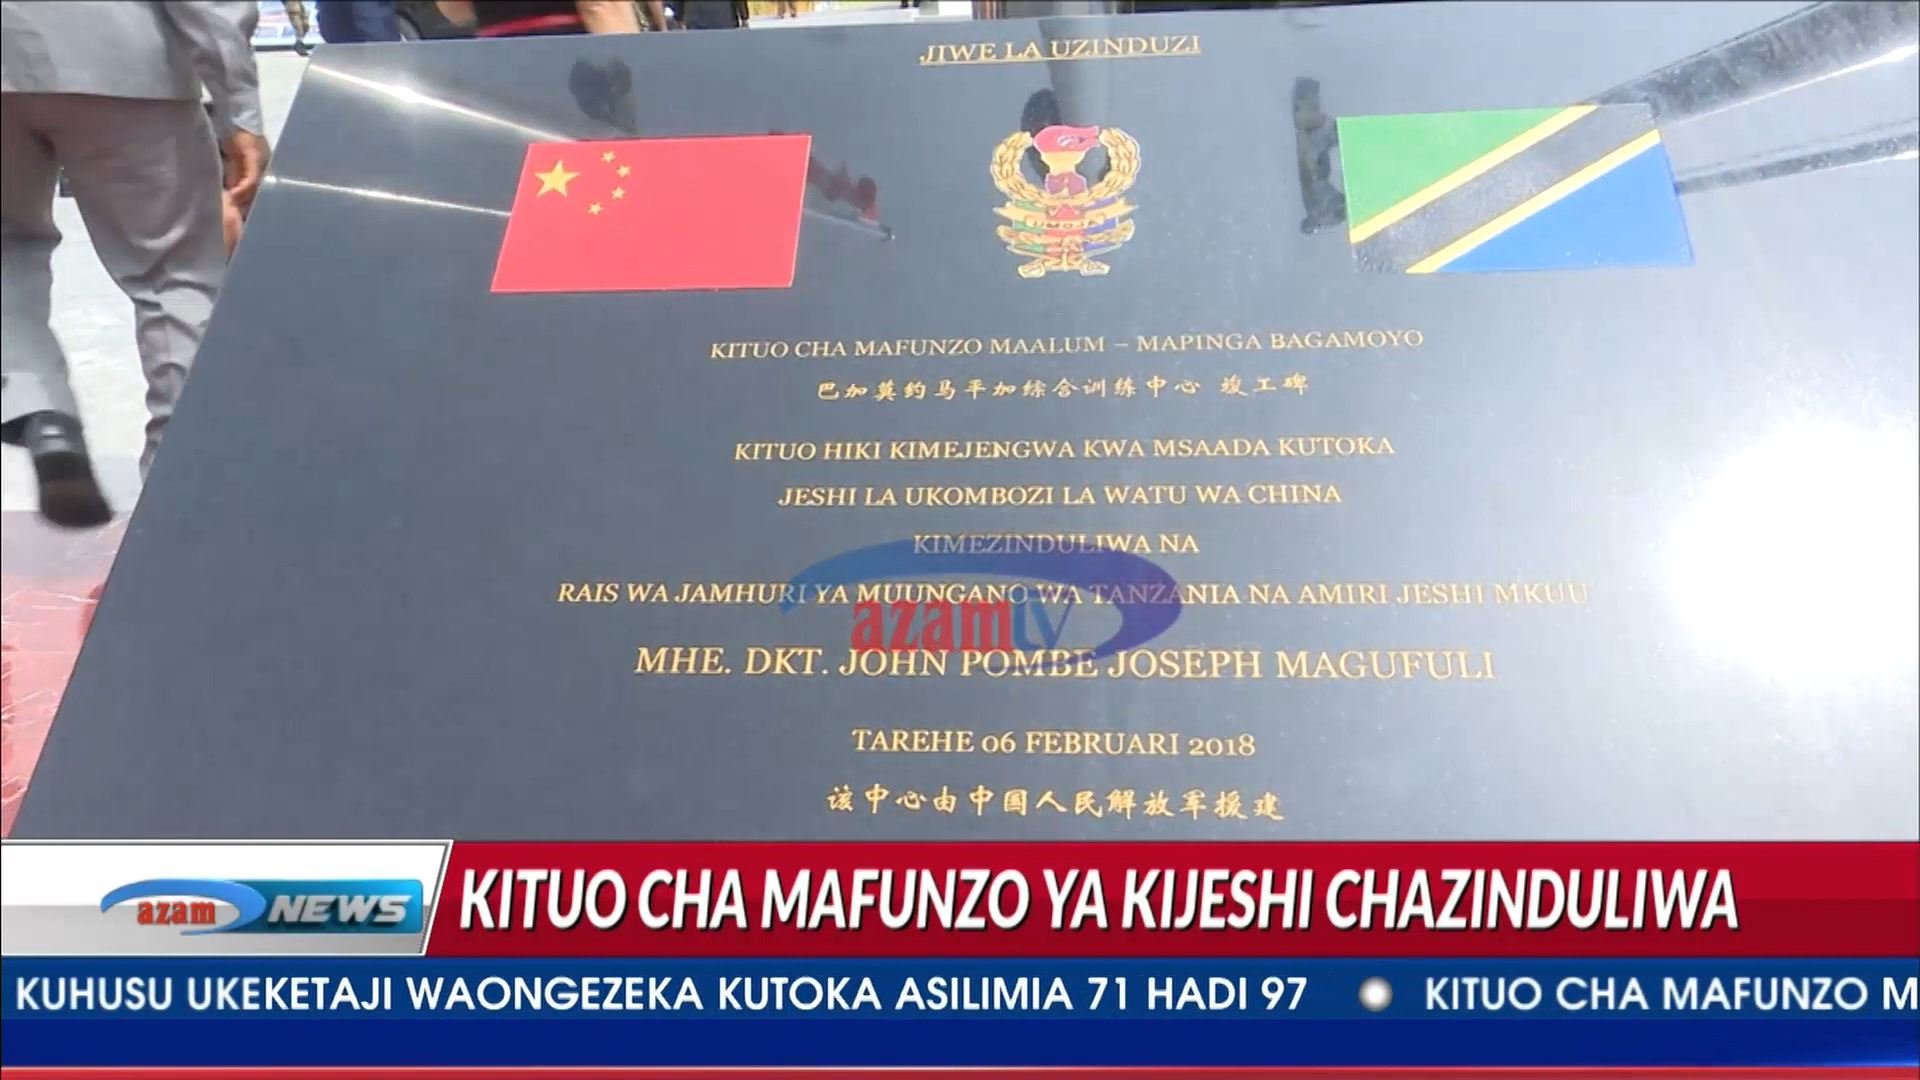 JIWE LA UZINDUZI
UMOJA
KITUO CHA MAFUNZO MAALUM – MAPINGA BAGAMOYO
巴加莫约马平加综合训练中心 竣工碑
KITUO HIKI KIMEJENGWA KWA MSAADA KUTOKA
JESHI LA UKOMBOZI LA WATU WA CHINA
KIMEZINDULIWA NA
RAIS WA JAMHURI YA MUUNGANO WA TANZANIA NA AMIRI JESHI MKUU
azam tv
MHE. DKT. JOHN POMBE JOSEPH MAGUFULI
TAREHE 06 FEBRUARI 2018
该中心由中国人民解放军援建
azam NEWS
KITUO CHA MAFUNZO YA KIJESHI CHAZINDULIWA
KUHUSU UKEKETAJI WAONGEZEKA KUTOKA ASILIMIA 71 HADI 97
KITUO CHA MAFUNZO M